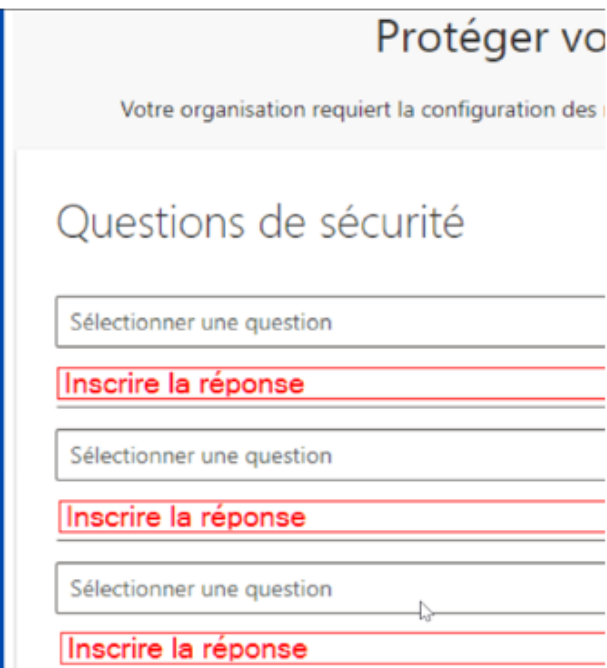 Protéger vo
Votre organisation requiert la configuration des
Questions de sécurité
Sélectionner une question
Inscrire la réponse
Sélectionner une question
Inscrire la réponse
Sélectionner une question
Inscrire la réponse